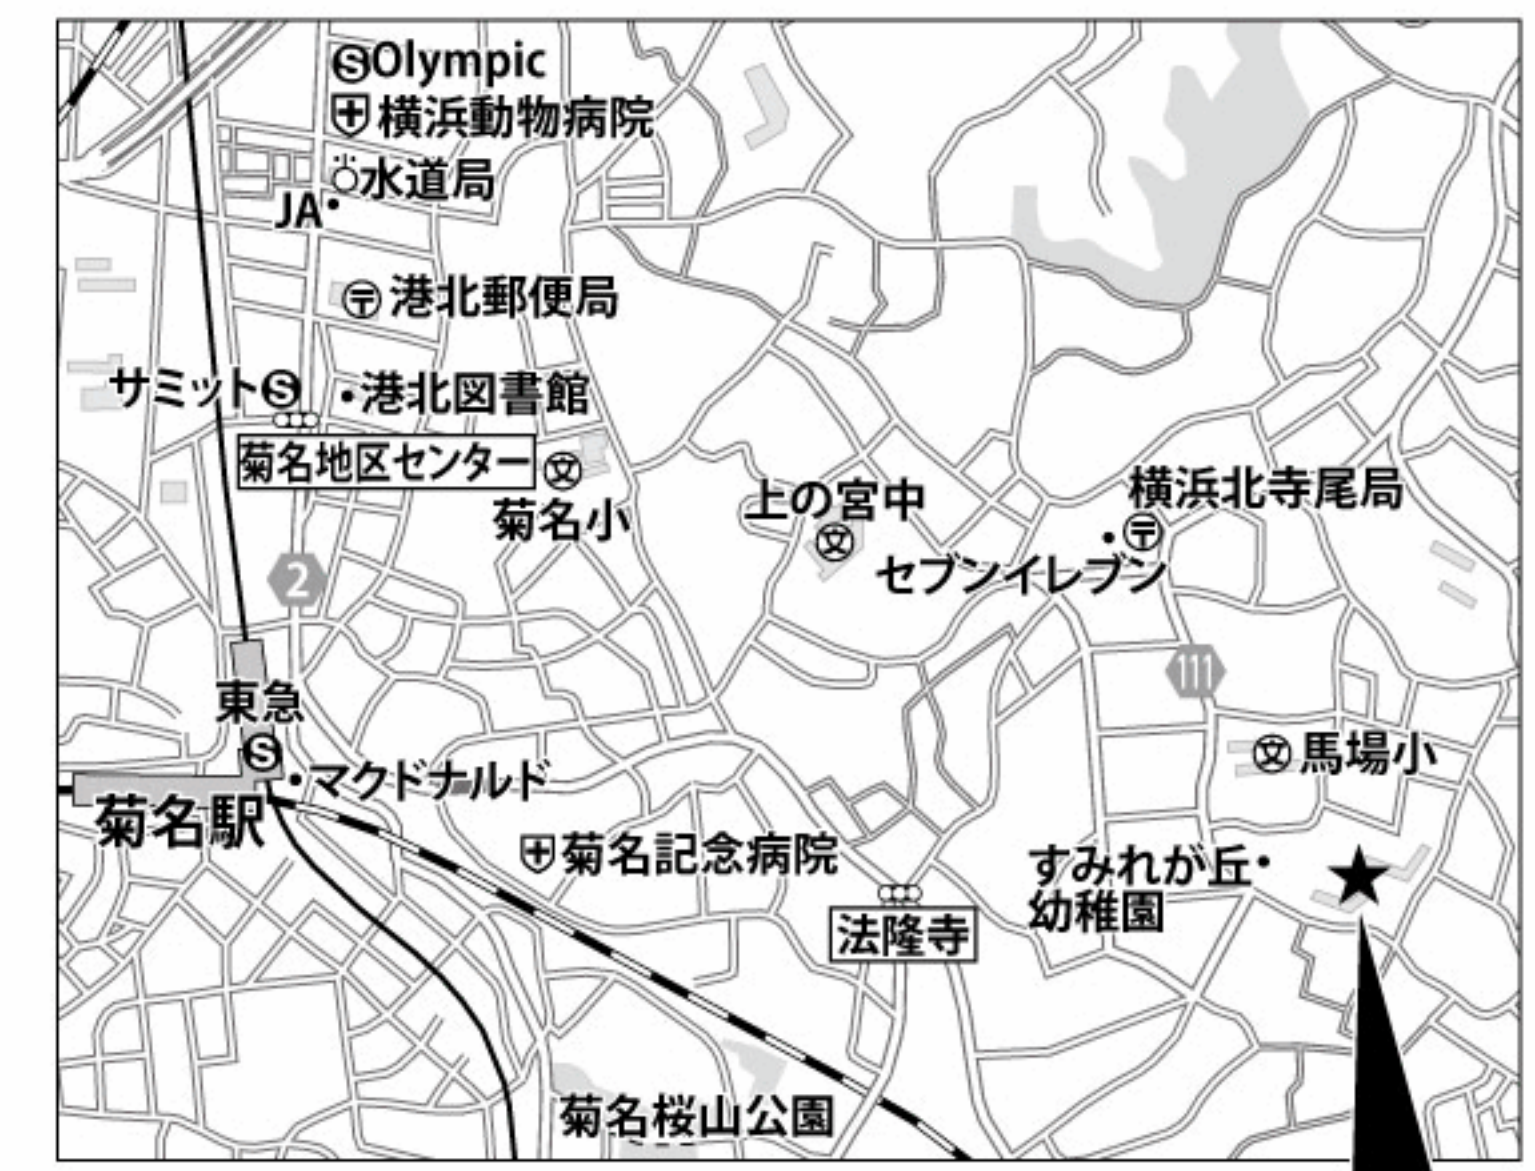 Olympic
横浜動物病院
水道局
JA
港北郵便局
サミット
港北図書館
菊名地区センター
文
菊名小
上の宮中
文
横浜北寺尾局
セブンイレブン
2
111
東急
S
マクドナルド
菊名駅
文 馬場小
菊名記念病院
すみれが丘
幼稚園
法隆寺
菊名桜山公園